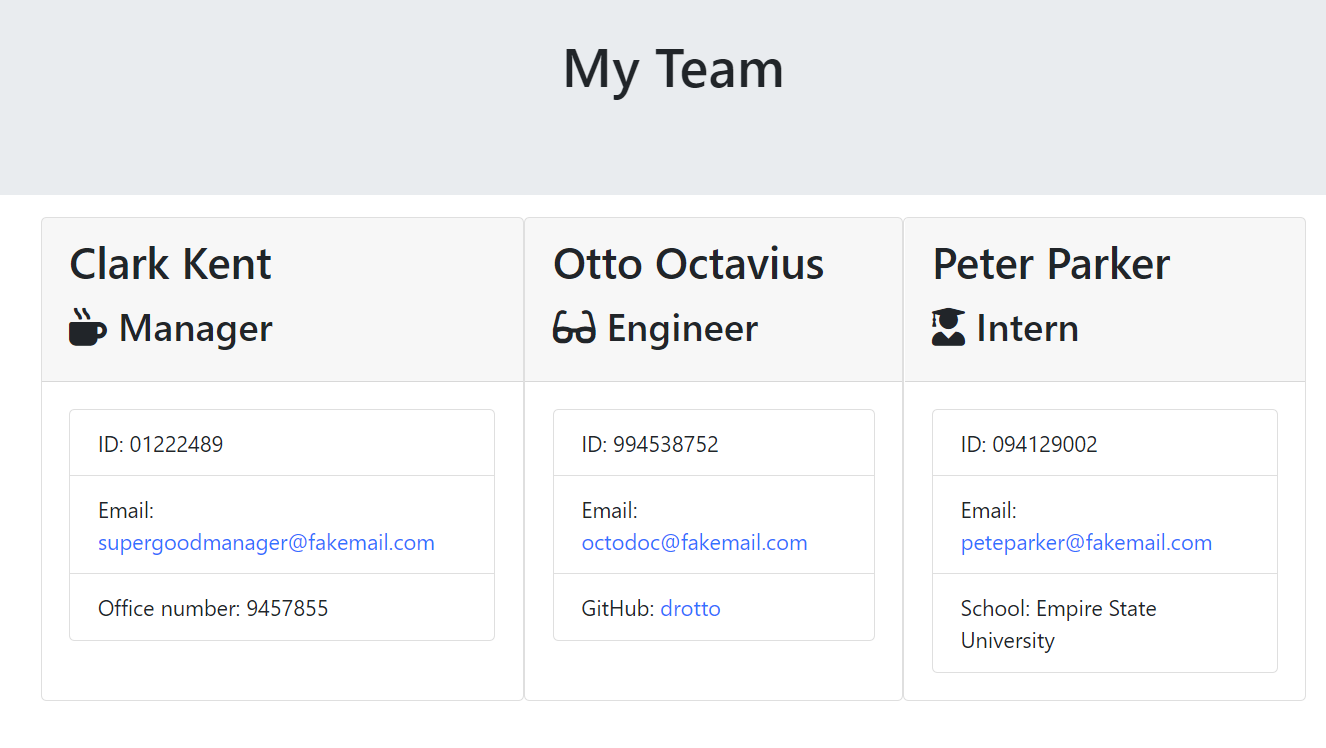 My Team
Clark Kent
Manager
ID: 01222489
Email:
supergoodmanager@fakemail.com
Office number: 9457855
Otto Octavius
Engineer
ID: 994538752
Email:
octodoc@fakemail.com
GitHub: drotto
Peter Parker
Intern
ID: 094129002
Email:
peteparker@fakemail.com
School: Empire State
University